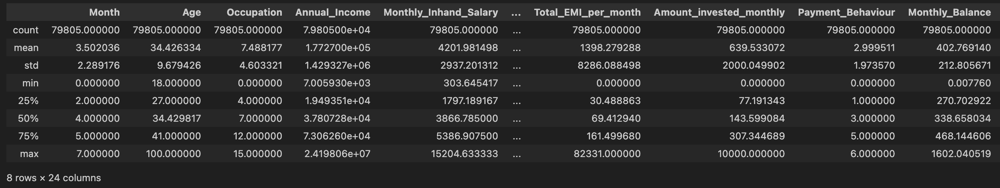 Month Age Occupation Annual_Income Monthly_Inhand_Salary ... Total_EMI_per_month Amount_invested_monthly Payment_Behaviour Monthly_Balance
count 79805.000000 79805.000000 79805.000000 7.980500e+04 79805.000000 ... 79805.000000 79805.000000 79805.000000 79805.000000
mean 3.502036 34.426334 7.488177 1.772700e+05 4201.981498 ... 1398.279288 639.533072 2.999511 402.769140
std 2.289176 9.679426 4.603321 1.429327e+06 2937.201312 ... 8286.088498 2000.049902 1.973570 212.805671
min 0.000000 18.000000 0.000000 7.005930e+03 303.645417 ... 0.000000 0.000000 0.000000 0.007760
25% 2.000000 27.000000 4.000000 1.949351e+04 1797.189167 ... 30.488863 77.191343 1.000000 270.702922
50% 4.000000 34.429817 7.000000 3.780728e+04 3866.785000 ... 69.412940 143.599084 3.000000 338.658034
75% 5.000000 41.000000 12.000000 7.306260e+04 5386.907500 ... 161.499680 307.344689 5.000000 468.144606
max 7.000000 100.000000 15.000000 2.419806e+07 15204.633333 ... 82331.000000 10000.000000 6.000000 1602.040519
8 rows × 24 columns